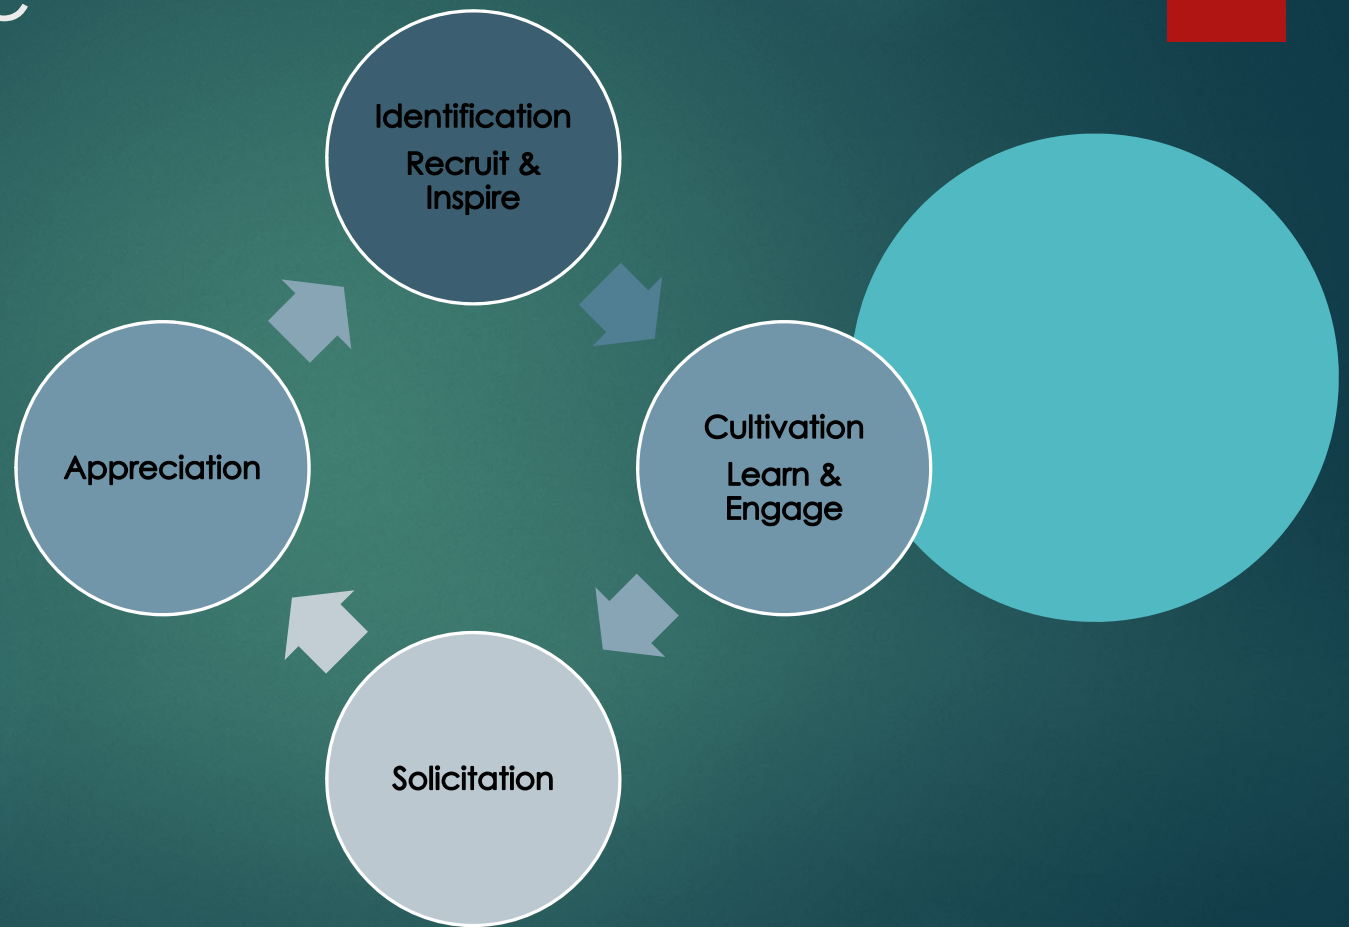 Identification
Recruit &
Inspire
Cultivation
Learn &
Engage
Solicitation
Appreciation